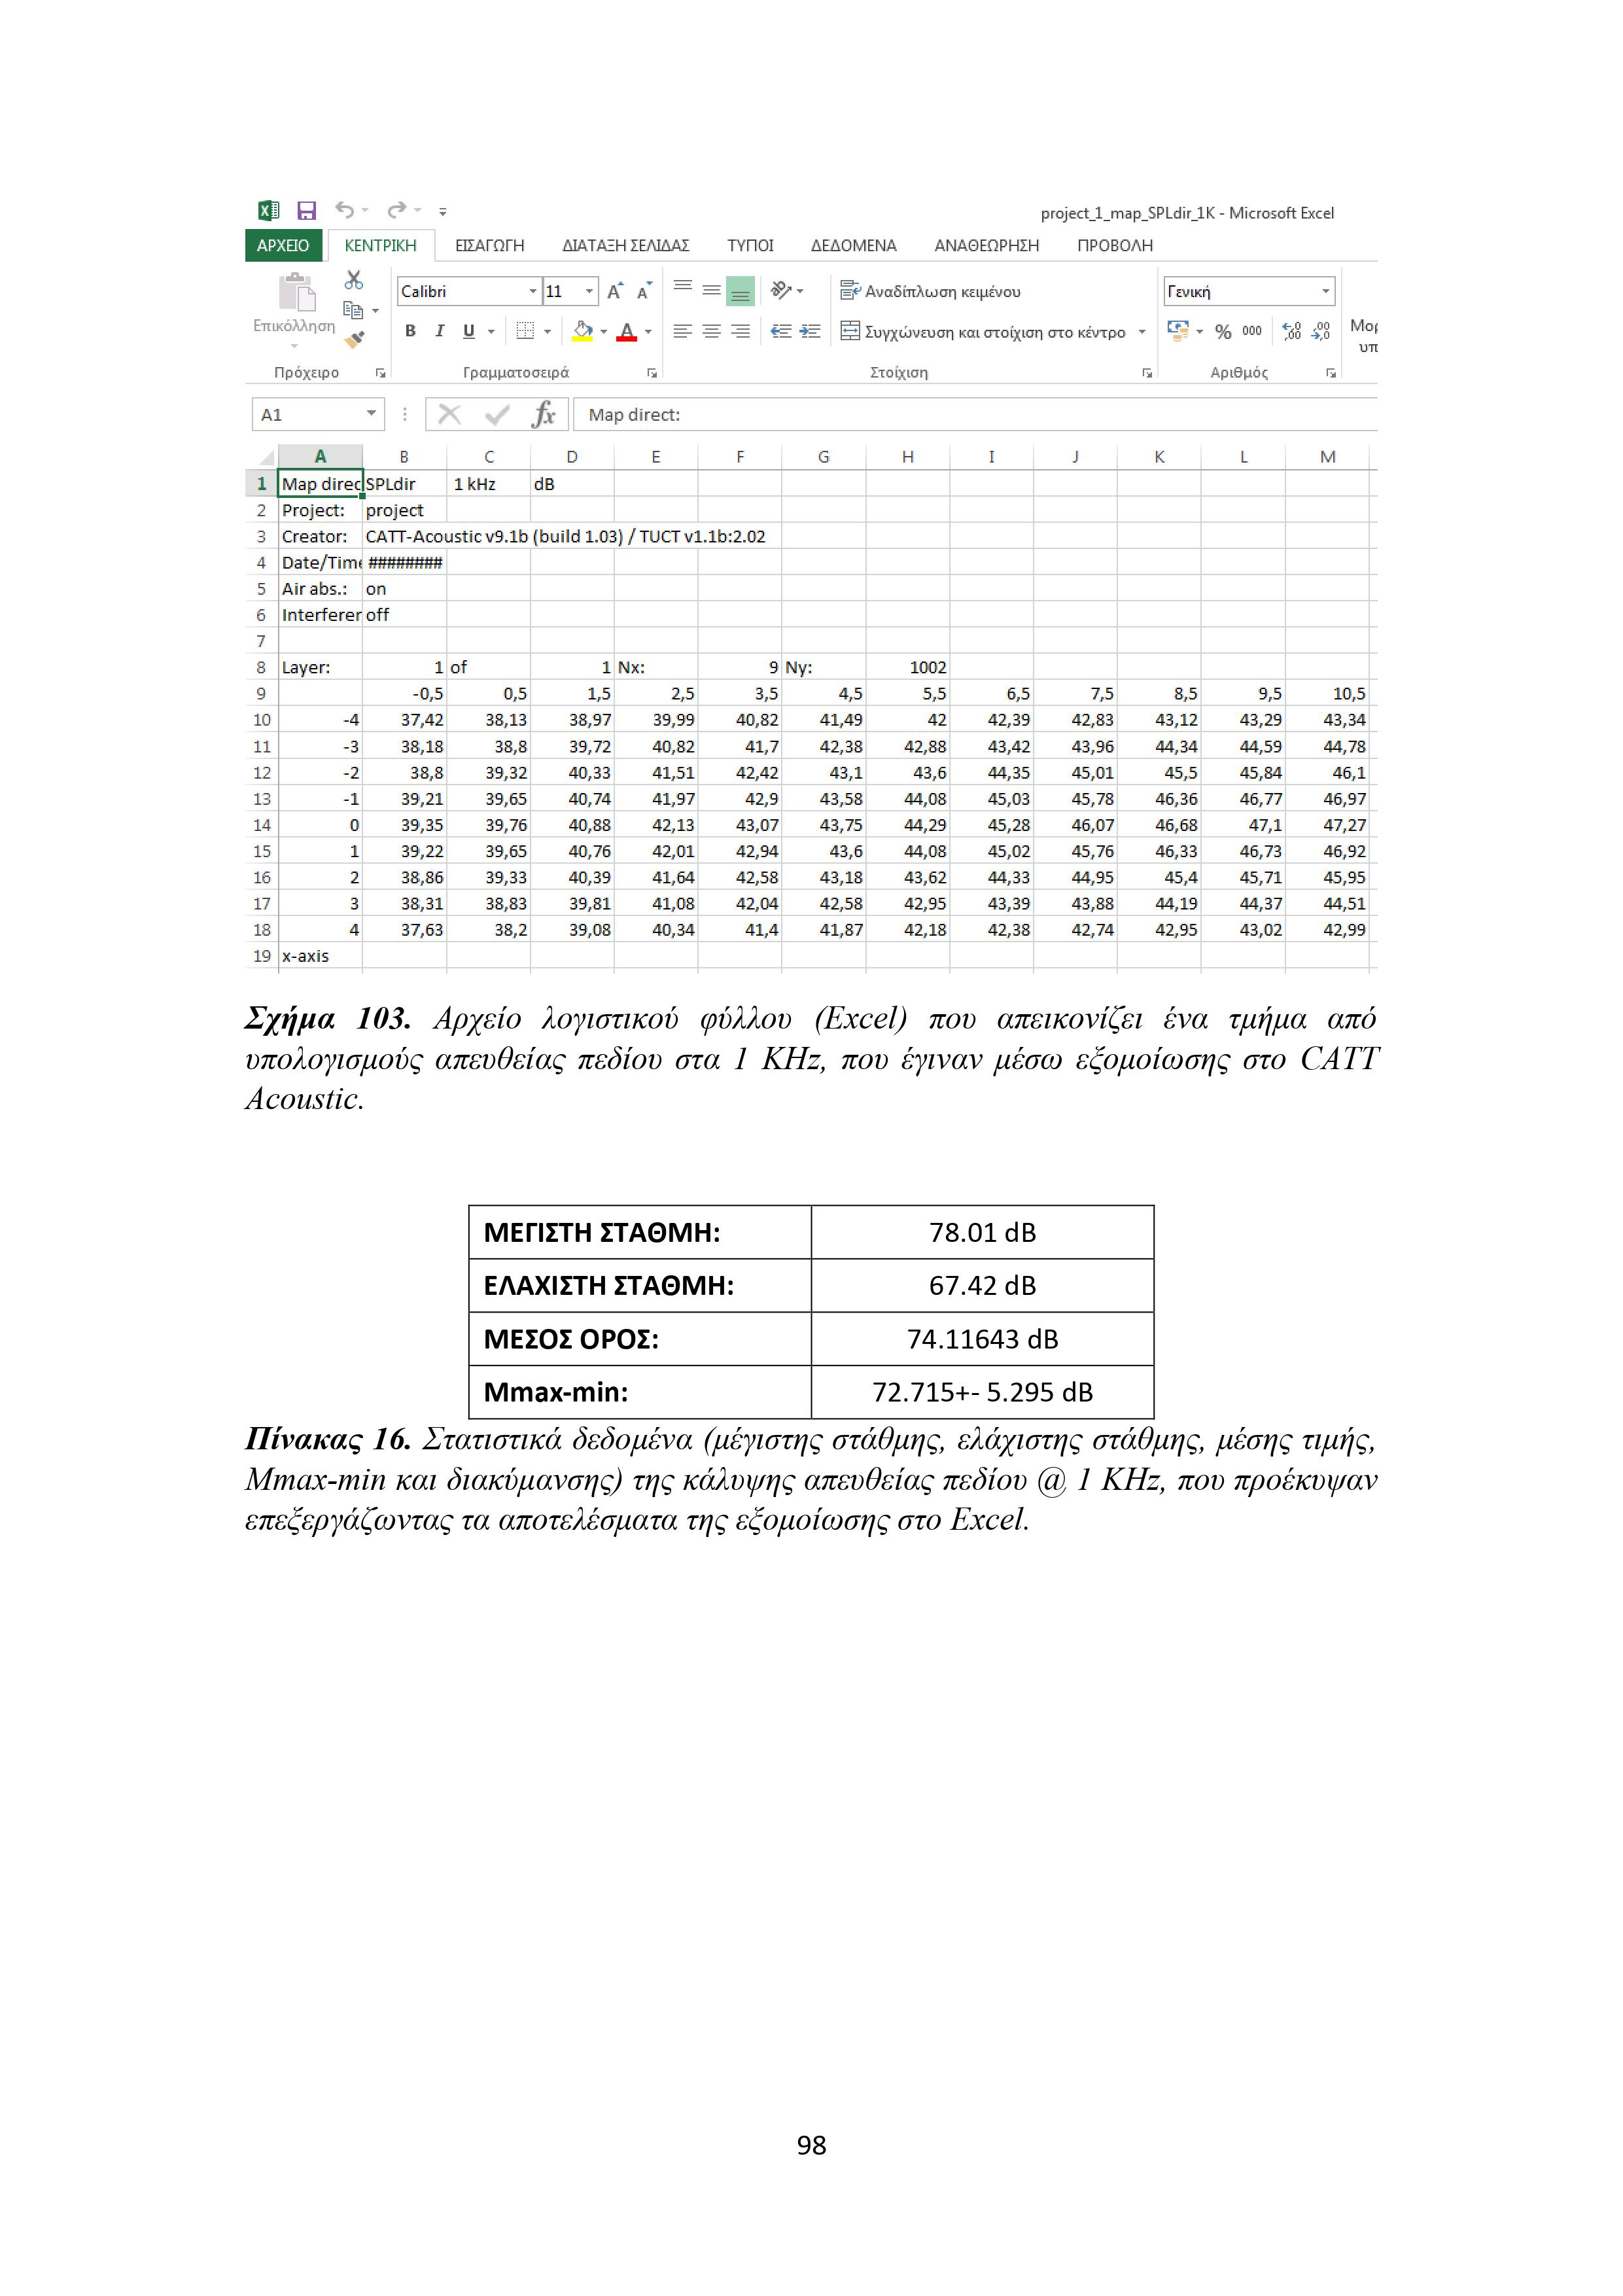 project_1_map_SPLdir_1K - Microsoft Excel
ΑΡΧΕΙΟ ΚΕΝΤΡΙΚΗ ΕΙΣΑΓΩΓΗ ΔΙΑΤΑΞΗ ΣΕΛΙΔΑΣ ΤΥΠΟΙ ΔΕΔΟΜΕΝΑ ΑΝΑΘΕΩΡΗΣΗ ΠΡΟΒΟΛΗ
Calibri 11 Αναδίπλωση κειμένου Γενική
Επικόλληση B I U A Συγχώνευση και στοίχιση στο κέντρο % 000
Πρόχειρο Γραμματοσειρά Στοίχιση Αριθμός
A1 fx Map direct:
A B C D E F G H I J K L M
1 Map direc SPLdir 1 kHz dB
2 Project: project
3 Creator: CATT-Acoustic v9.1b (build 1.03) / TUCT v1.1b:2.02
4 Date/Time ########
5 Air abs.: on
6 Interferer off
7
8 Layer: 1 of 1 Nx: 9 Ny: 1002
9 -0,5 0,5 1,5 2,5 3,5 4,5 5,5 6,5 7,5 8,5 9,5 10,5
10 -4 37,42 38,13 38,97 39,99 40,82 41,49 42 42,39 42,83 43,12 43,29 43,34
11 -3 38,18 38,8 39,72 40,82 41,7 42,38 42,88 43,42 43,96 44,34 44,59 44,78
12 -2 38,8 39,32 40,33 41,51 42,42 43,1 43,6 44,35 45,01 45,5 45,84 46,1
13 -1 39,21 39,65 40,74 41,97 42,9 43,58 44,08 45,03 45,78 46,36 46,77 46,97
14 0 39,35 39,76 40,88 42,13 43,07 43,75 44,29 45,28 46,07 46,68 47,1 47,27
15 1 39,22 39,65 40,76 42,01 42,94 43,6 44,08 45,02 45,76 46,33 46,73 46,92
16 2 38,86 39,33 40,39 41,64 42,58 43,18 43,62 44,33 44,95 45,4 45,71 45,95
17 3 38,31 38,83 39,81 41,08 42,04 42,58 42,95 43,39 43,88 44,19 44,37 44,51
18 4 37,63 38,2 39,08 40,34 41,4 41,87 42,18 42,38 42,74 42,95 43,02 42,99
19 x-axis
Σχήμα 103. Αρχείο λογιστικού φύλλου (Excel) που απεικονίζει ένα τμήμα από
υπολογισμούς απευθείας πεδίου στα 1 KHz, που έγιναν μέσω εξομοίωσης στο CATT
Acoustic.
ΜΕΓΙΣΤΗ ΣΤΑΘΜΗ: 78.01 dB
ΕΛΑΧΙΣΤΗ ΣΤΑΘΜΗ: 67.42 dB
ΜΕΣΟΣ ΟΡΟΣ: 74.11643 dB
Mmax-min: 72.715+- 5.295 dB
Πίνακας 16. Στατιστικά δεδομένα (μέγιστης στάθμης, ελάχιστης στάθμης, μέσης τιμής,
Mmax-min και διακύμανσης) της κάλυψης απευθείας πεδίου @ 1 KHz, που προέκυψαν
επεξεργάζωντας τα αποτελέσματα της εξομοίωσης στο Excel.
98